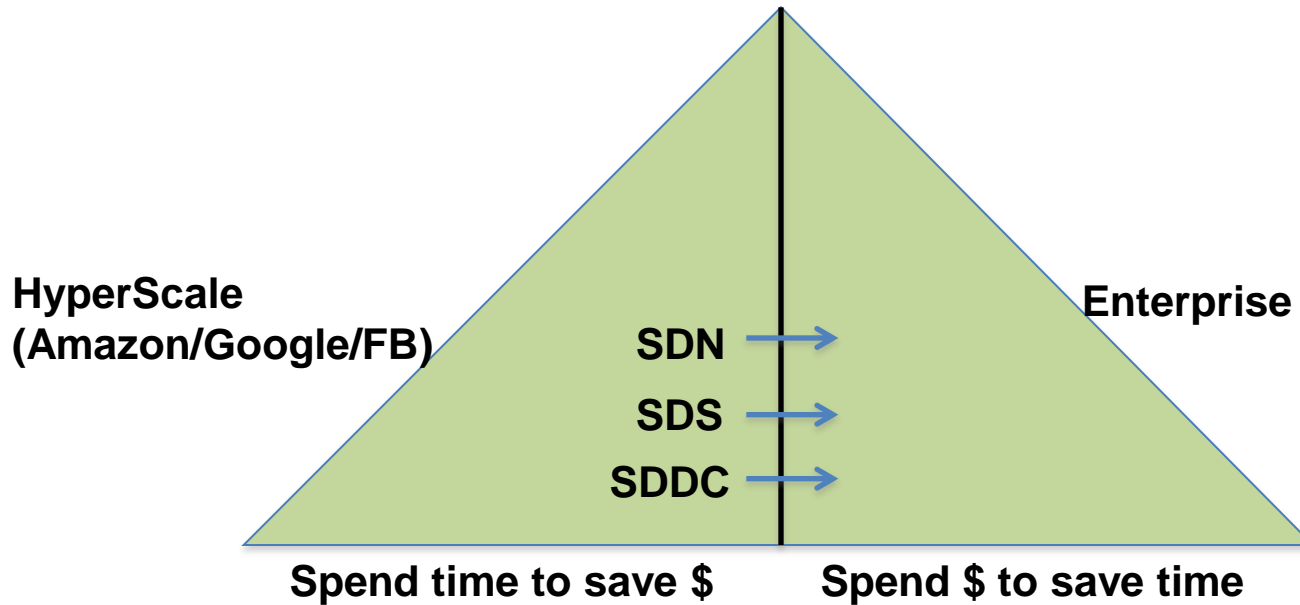 HyperScale
(Amazon/Google/FB)
Enterprise
SDN
SDS
SDDC
Spend time to save $
Spend $ to save time